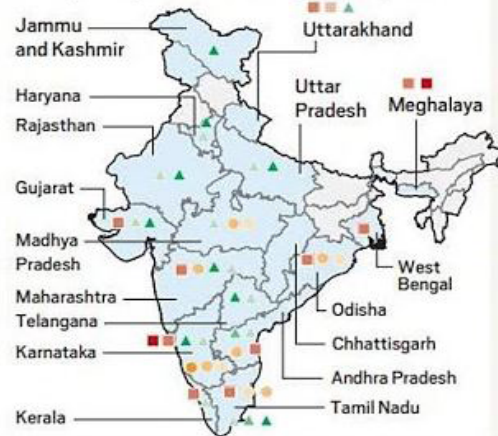 Jammu
and Kashmir
Uttarakhand
Haryana
Uttar
Pradesh
Meghalaya
Rajasthan
Gujarat
Madhya
Pradesh
West
Bengal
Maharashtra
Odisha
Telangana
Chhattisgarh
Karnataka
Andhra Pradesh
Tamil Nadu
Kerala